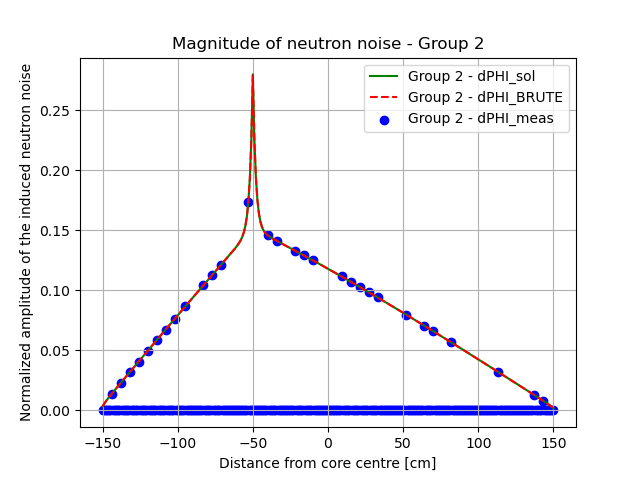 Magnitude of neutron noise - Group 2
Normalized amplitude of the induced neutron noise
0.25
0.20
0.15
0.10
0.05
0.00
Group 2 - dPHI_sol
Group 2 - dPHI_BRUTE
Group 2 - dPHI_meas
−150
−100
−50
0
50
100
150
Distance from core centre [cm]